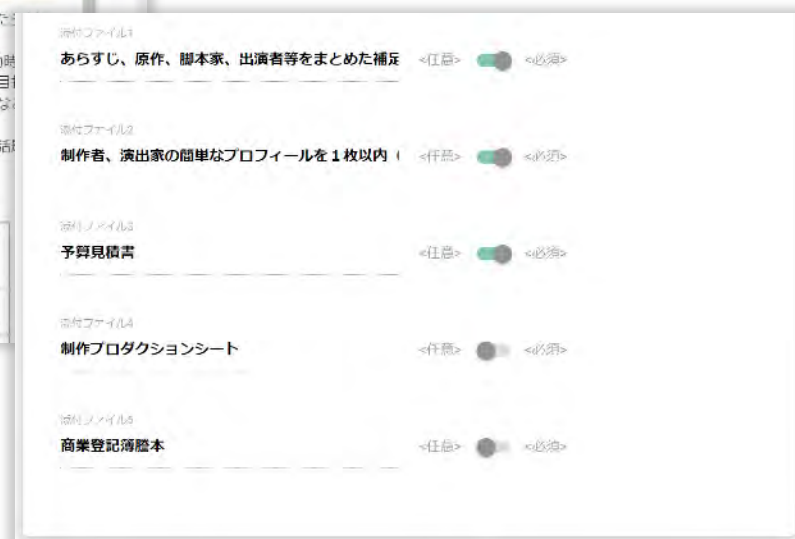 添付ファイル1
あらすじ、原作、脚本家、出演者等をまとめた補足 <任意> <必須>
添付ファイル2
制作者、演出家の簡単なプロフィールを１枚以内（ <任意> <必須>
添付ファイル3
予算見積書 <任意> <必須>
添付ファイル4
制作プロダクションシート <任意> <必須>
添付ファイル5
商業登記簿謄本 <任意> <必須>